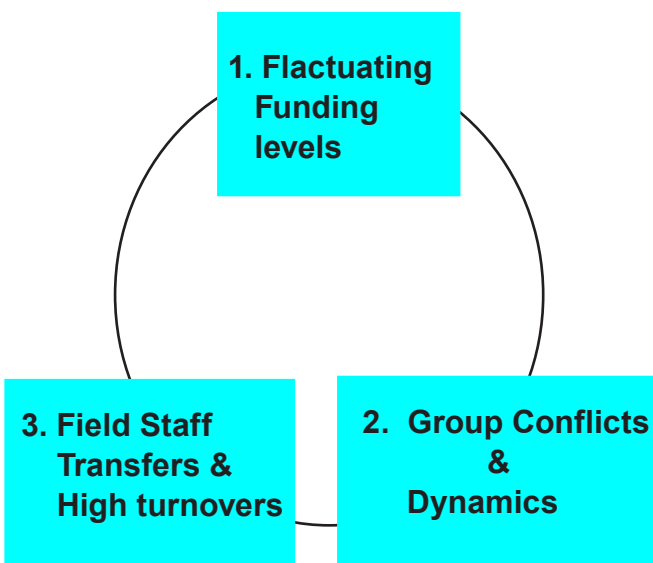 1. Flactuating
Funding
levels
2. Group Conflicts
&
Dynamics
3. Field Staff
Transfers &
High turnovers